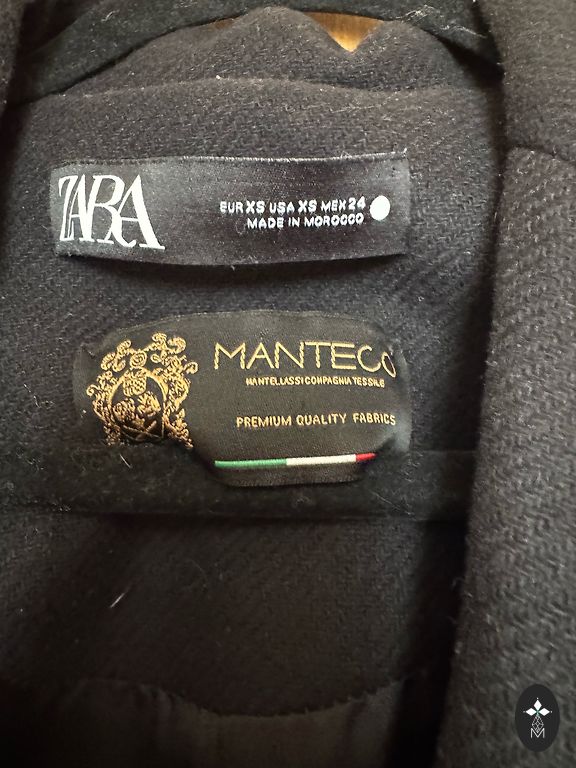 ZARA
EUR XS USA XS MEX 24
MADE IN MOROCCO
MANTECO
MANTELLASSI COMPAGNIA TESSILE
PREMIUM QUALITY FABRICS
M